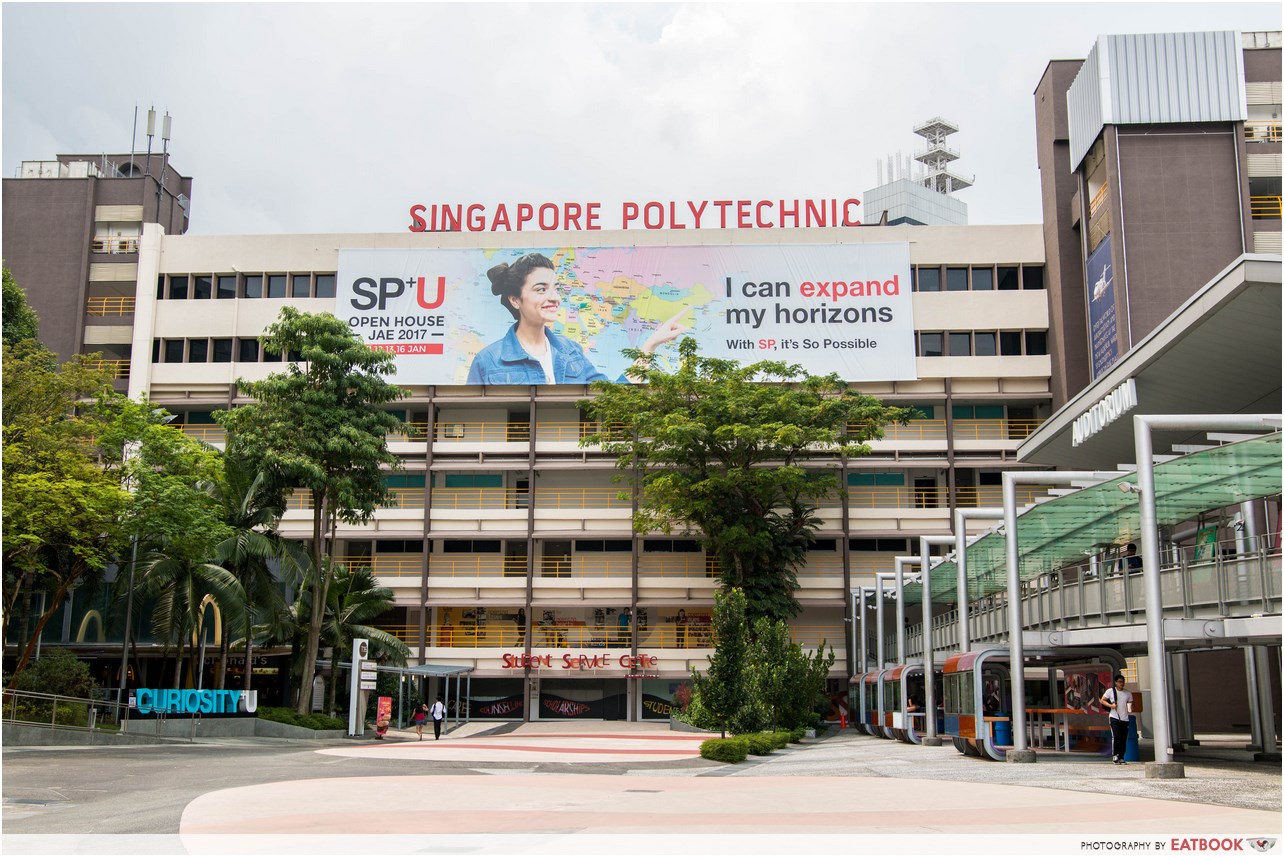 SINGAPORE POLYTECHNIC
SP+U
OPEN HOUSE
JAE 2017
I can expand
my horizons
With SP, it's So Possible
AUDITORIUM
STUDENT SERVICE CENTRE
CURIOSITY U
PHOTOGRAPHY BY EATBOOK